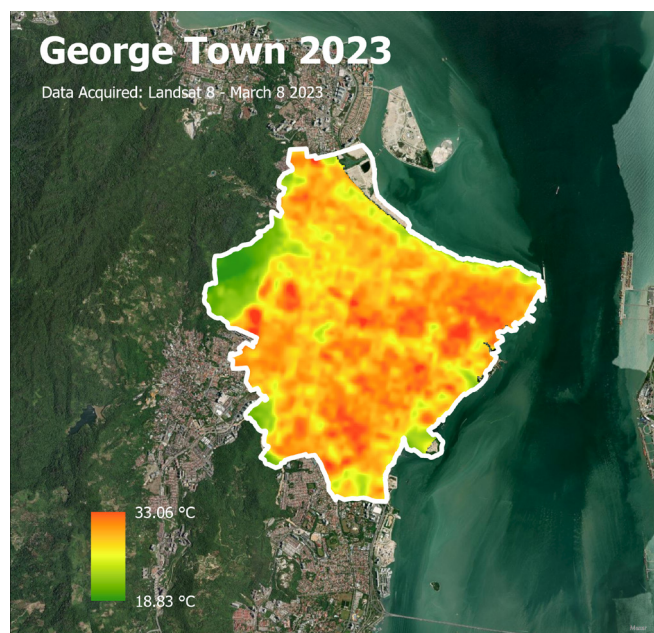 George Town 2023
Data Acquired: Landsat 8 - March 8 2023
33.06 °C
18.83 °C